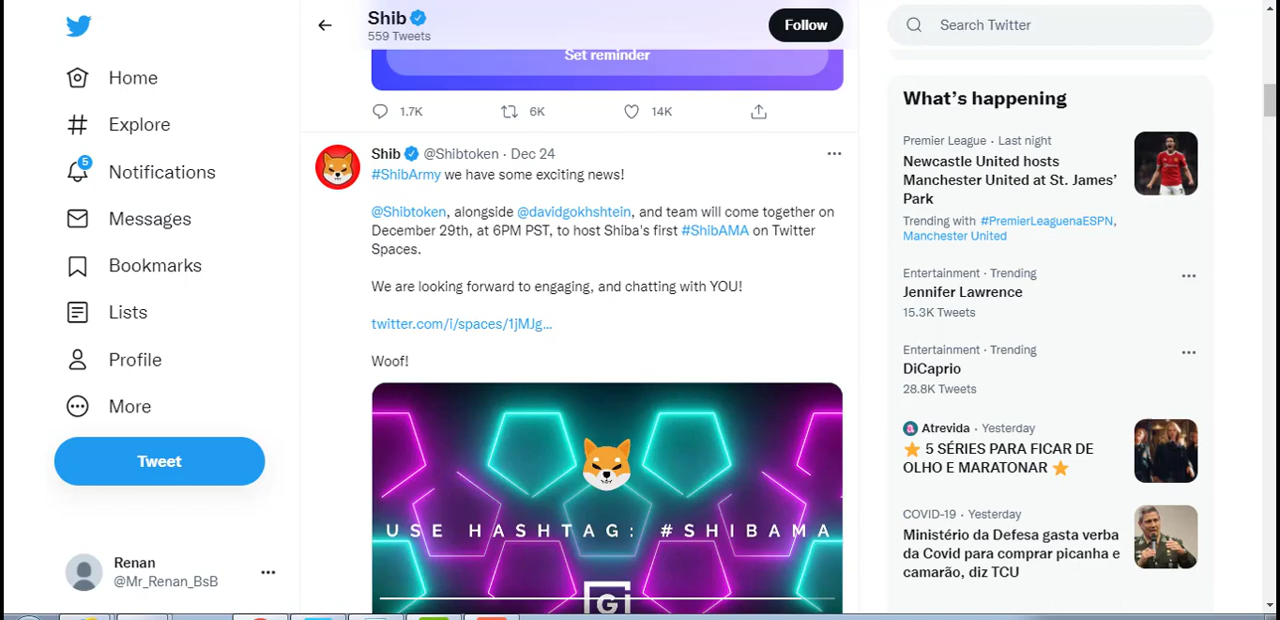 Home
Explore
5
Notifications
Messages
Bookmarks
Lists
Profile
More
Tweet
Renan
@Mr_Renan_BsB
Shib
559 Tweets
Follow
Set reminder
1.7K 6K 14K
Shib @Shibtoken · Dec 24
#ShibArmy we have some exciting news!
@Shibtoken, alongside @davidgokhshtein, and team will come together on
December 29th, at 6PM PST, to host Shiba's first #ShibAMA on Twitter
Spaces.
We are looking forward to engaging, and chatting with YOU!
twitter.com/i/spaces/1jMJg...
Woof!
USE HASHTAG: #SHIBAMA
G
Search Twitter
What's happening
Premier League · Last night
Newcastle United hosts
Manchester United at St. James'
Park
Trending with #PremierLeaguenaESPN,
Manchester United
Entertainment · Trending
Jennifer Lawrence
15.3K Tweets
Entertainment · Trending
DiCaprio
28.8K Tweets
Atrevida · Yesterday
⭐ 5 SÉRIES PARA FICAR DE
OLHO E MARATONAR ⭐
COVID-19 · Yesterday
Ministério da Defesa gasta verba
da Covid para comprar picanha e
camarão, diz TCU